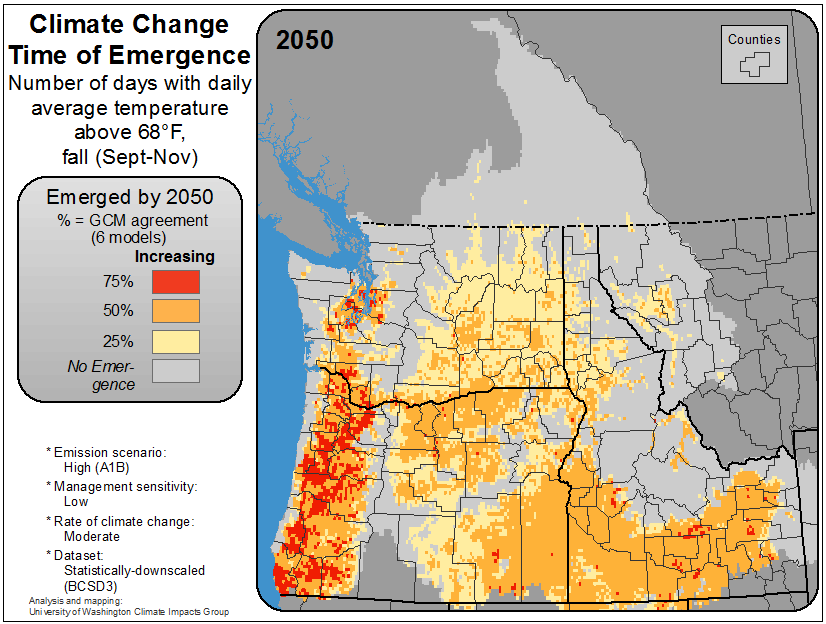 Climate Change
Time of Emergence
Number of days with daily
average temperature
above 68°F,
fall (Sept-Nov)
Emerged by 2050
% = GCM agreement
(6 models)
Increasing
75%
50%
25%
No Emer-
gence
* Emission scenario:
High (A1B)
* Management sensitivity:
Low
* Rate of climate change:
Moderate
* Dataset:
Statistically-downscaled
(BCSD3)
Analysis and mapping:
University of Washington Climate Impacts Group
2050
Counties